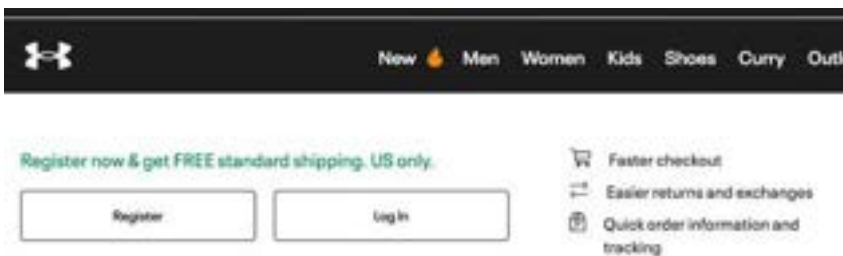 New Men Women Kids Shoes Curry Outl
Register now & get FREE standard shipping. US only.
Register
Log In
Faster checkout
Easier returns and exchanges
Quick order information and
tracking